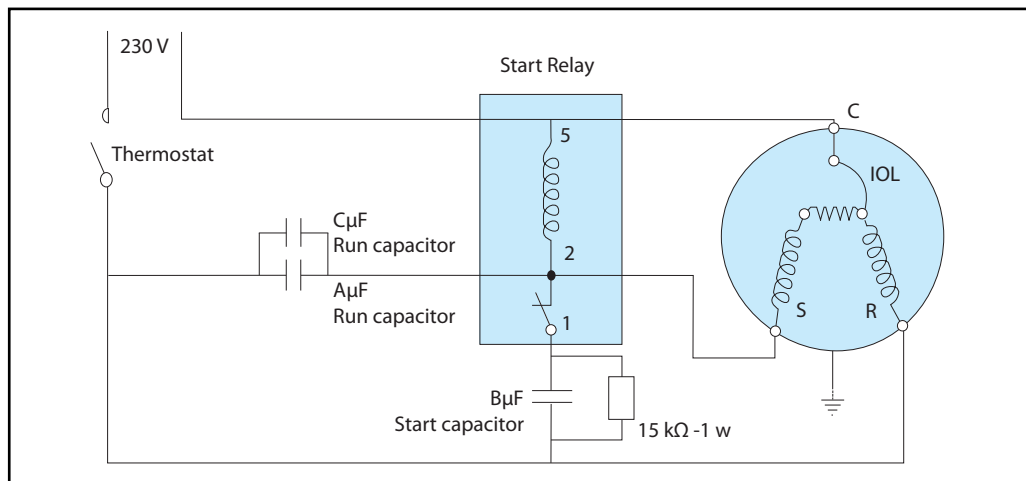 230 V
Start Relay
C
5
Thermostat
IOL
CµF
Run capacitor
2
AµF
Run capacitor
S
R
1
BµF
Start capacitor
15 kΩ -1 w